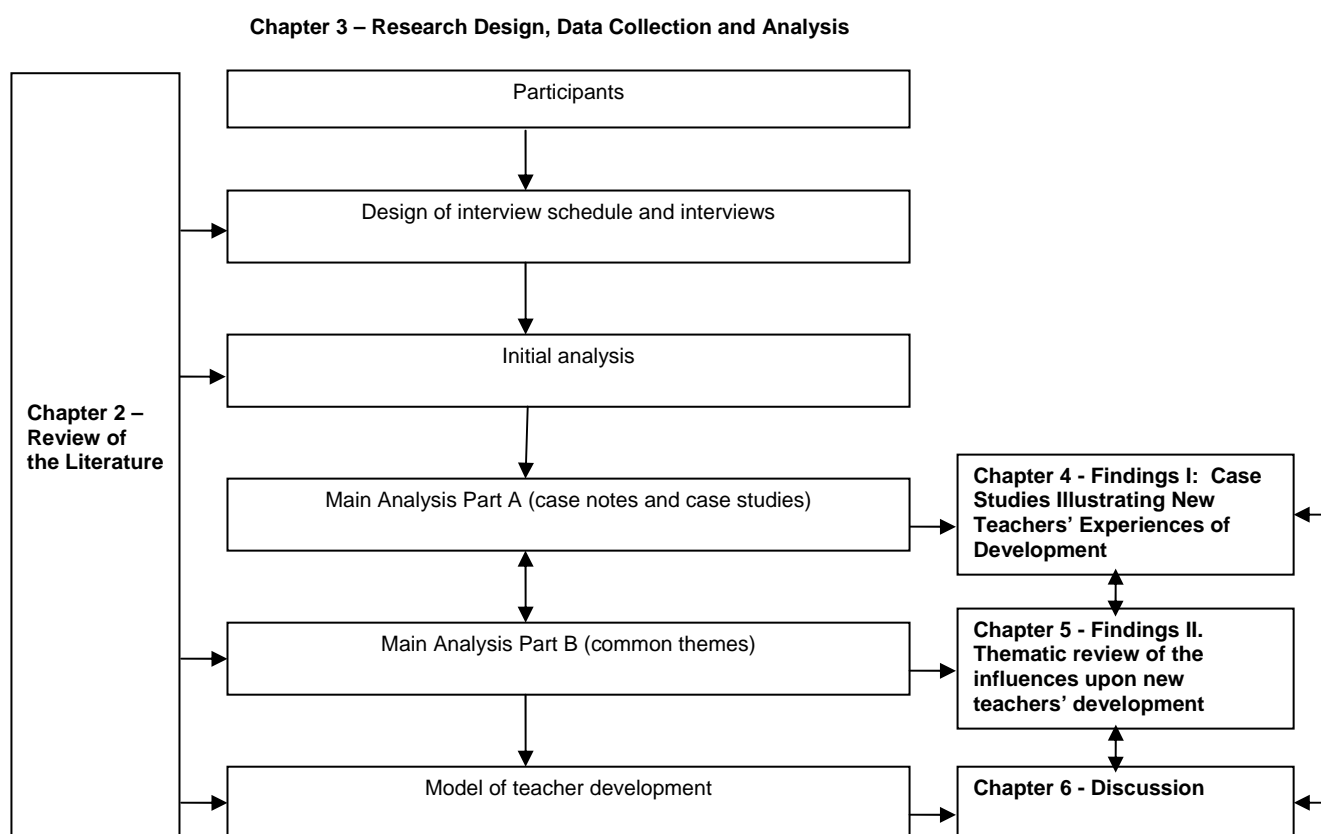 Chapter 3 – Research Design, Data Collection and Analysis
Participants
Design of interview schedule and interviews
Initial analysis
Chapter 2 –
Review of
the Literature
Main Analysis Part A (case notes and case studies)
Chapter 4 - Findings I:  Case
Studies Illustrating New
Teachers’ Experiences of
Development
Main Analysis Part B (common themes)
Chapter 5 - Findings II.
Thematic review of the
influences upon new
teachers’ development
Model of teacher development
Chapter 6 - Discussion